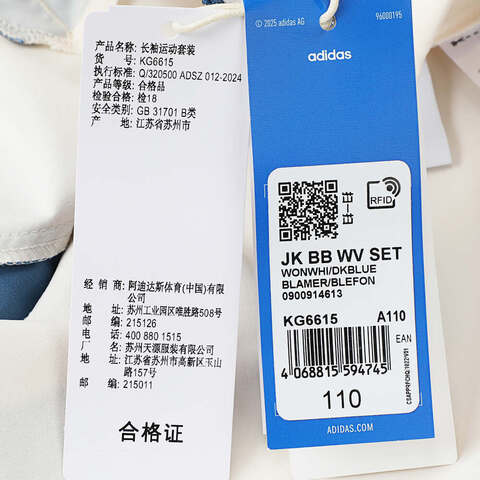 产品名称: 长袖运动套装
货 号: KG6615
执行标准: Q/320500 ADSZ 012-2024
产品等级: 合格品
检验合格: 检18
安全类别: GB 31701 B类
产 地: 江苏省苏州市
经 销 商: 阿迪达斯体育(中国)有限
公司
地址: 苏州工业园区唯胜路508号
邮编: 215126
电话: 400 880 1515
厂名: 苏州天源服装有限公司
地址: 江苏省苏州市高新区玉山
路157号
邮编: 215011
合格证
© 2025 adidas AG
96000195
adidas
RFID
JK BB WV SET
WONWHI/DKBLUE
BLAMER/BLEFON
0900914613
KG6615 A110
EAN
4 068815 594745
110
ADIDAS.COM